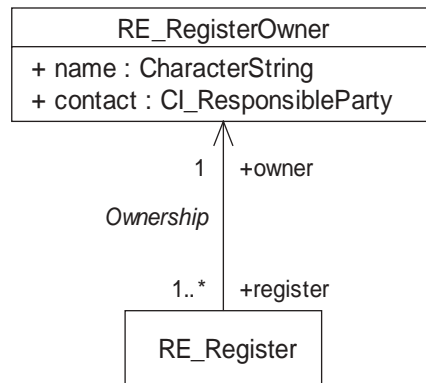 RE_RegisterOwner
+ name : CharacterString
+ contact : CI_ResponsibleParty
1 +owner
Ownership
1..* +register
RE_Register